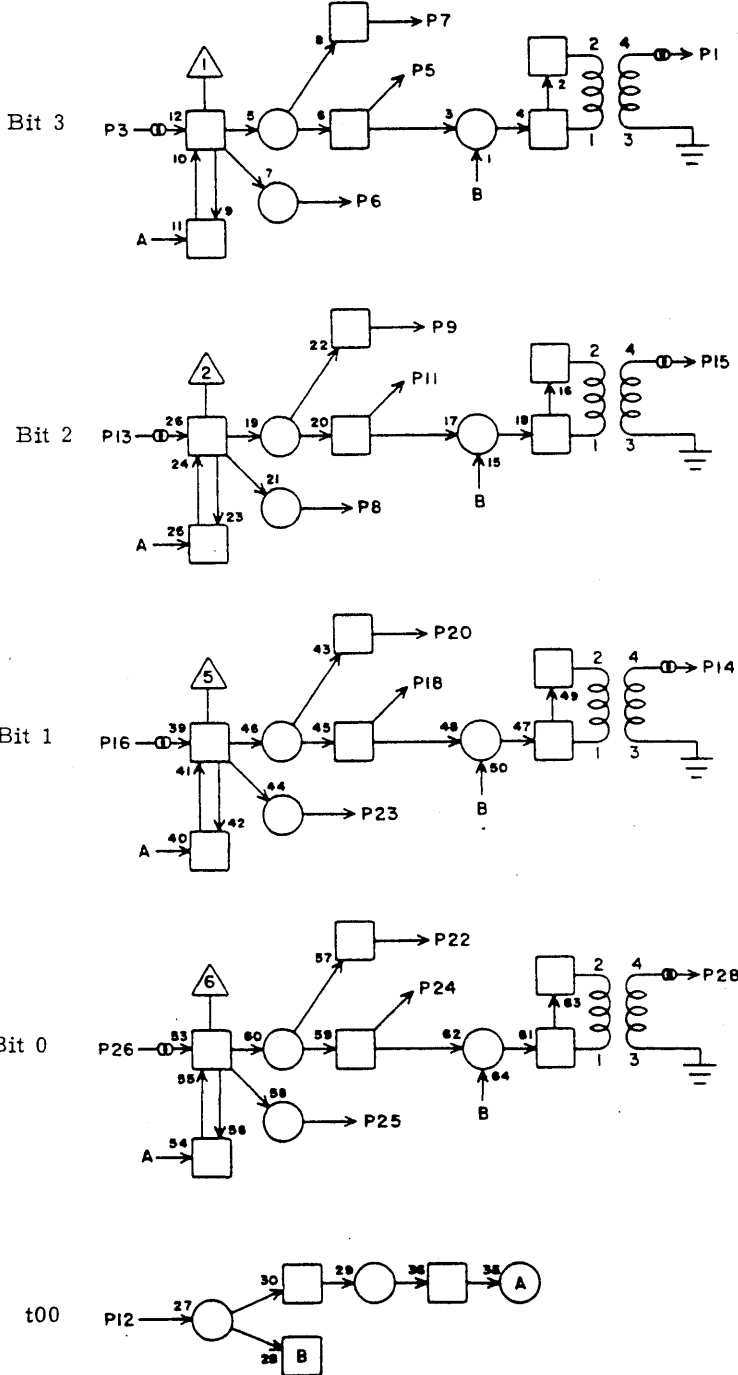 8 P7
1 P5 2 4 P1
Bit 3 P3 12 5 6 3 4 2
10 7 1 1 3
P6 B
A 11 9
22 P9
2 P11 2 4 P15
Bit 2 P13 26 19 20 17 18 16
24 21 15 1 3
P8 B
A 25 23
43 P20
5 P18 2 4 P14
Bit 1 P16 39 46 45 48 47 49
41 44 50 1 3
P23 B
A 40 42
57 P22
6 P24 2 4 P28
Bit 0 P26 53 60 59 62 61 63
55 58 64 1 3
P25 B
A 54 56
30 29 36 35 A
t00 P12 27
28 B